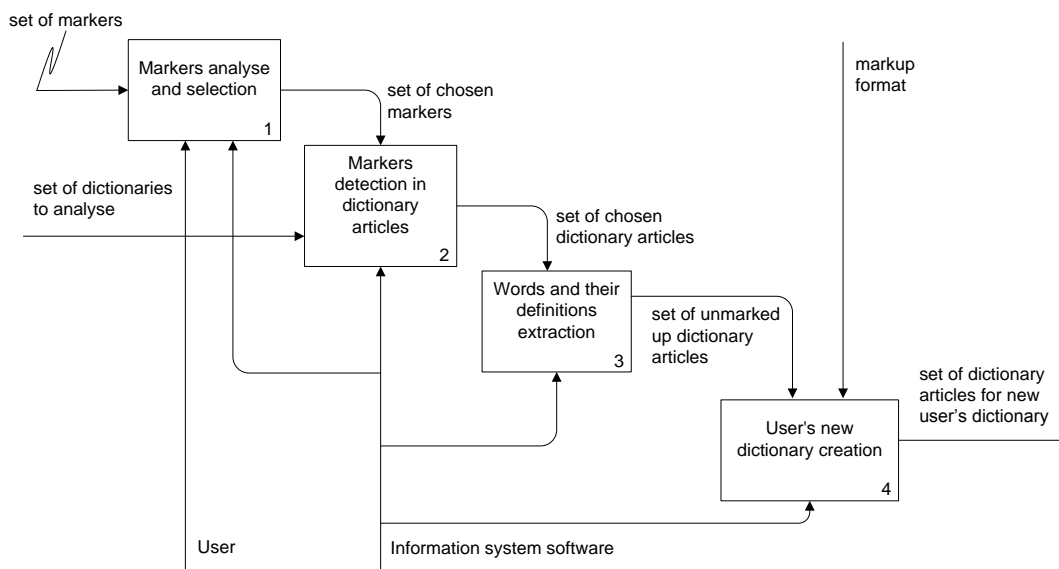 set of markers
Markers analyse
and selection
1
set of chosen
markers
markup
format
Markers
detection in
dictionary
articles
2
set of dictionaries
to analyse
set of chosen
dictionary articles
Words and their
definitions
extraction
3
set of unmarked
up dictionary
articles
set of dictionary
articles for new
user’s dictionary
User's new
dictionary creation
4
User
Information system software